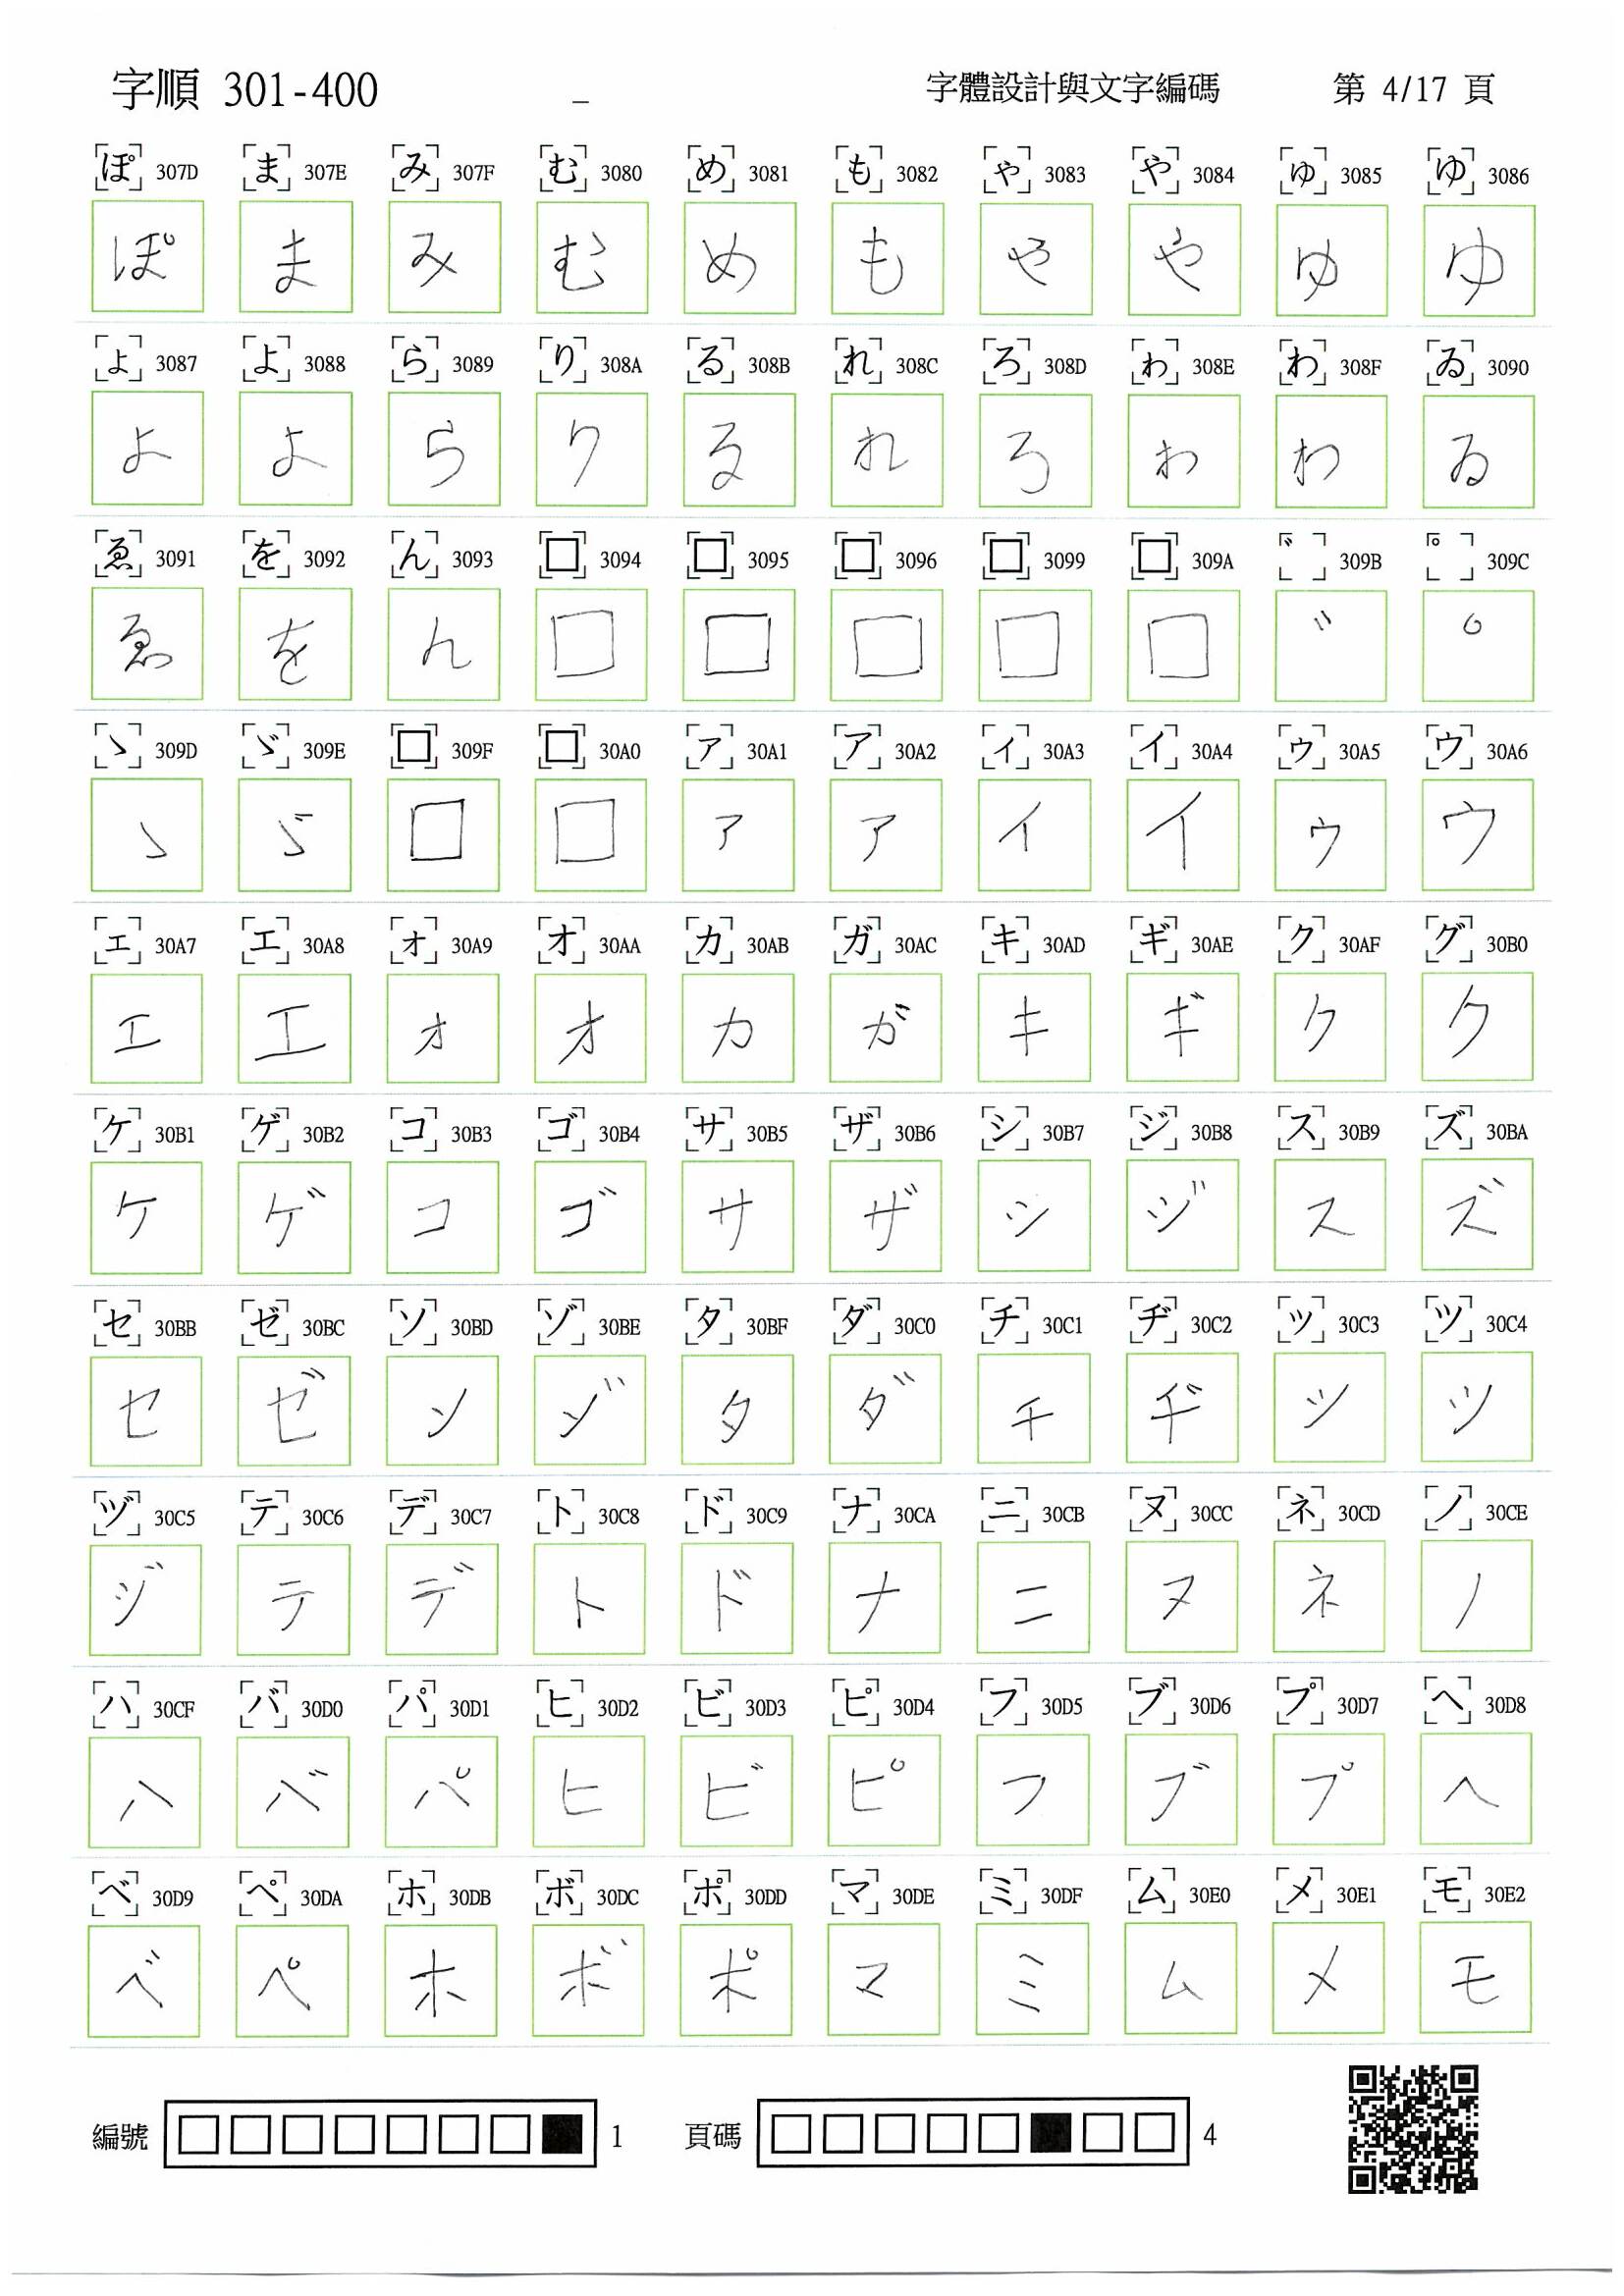 字順 301-400 _ 字體設計與文字編碼 第 4/17 頁
ぽ 307D ま 307E み 307F む 3080 め 3081 も 3082 ゃ 3083 や 3084 ゅ 3085 ゆ 3086
ぽ ま み む め も ゃ や ゅ ゆ
ょ 3087 よ 3088 ら 3089 り 308A る 308B れ 308C ろ 308D ゎ 308E わ 308F ゐ 3090
ょ よ ら り る れ ろ ゎ わ ゐ
ゑ 3091 を 3092 ん 3093 □ 3094 □ 3095 □ 3096 □ 3099 □ 309A ゛ 309B ゜ 309C
ゑ を ん □ □ □ □ □ ゛ ゜
ゝ 309D ゞ 309E □ 309F □ 30A0 ァ 30A1 ア 30A2 ィ 30A3 イ 30A4 ゥ 30A5 ウ 30A6
ゝ ゞ □ □ ァ ア ィ イ ゥ ウ
ェ 30A7 エ 30A8 ォ 30A9 オ 30AA カ 30AB ガ 30AC キ 30AD ギ 30AE ク 30AF グ 30B0
ェ エ ォ オ カ ガ キ ギ ク ク
ケ 30B1 ゲ 30B2 コ 30B3 ゴ 30B4 サ 30B5 ザ 30B6 シ 30B7 ジ 30B8 ス 30B9 ズ 30BA
ケ ゲ コ ゴ サ ザ シ ジ ス ズ
セ 30BB ゼ 30BC ソ 30BD ゾ 30BE タ 30BF ダ 30C0 チ 30C1 ヂ 30C2 ッ 30C3 ツ 30C4
セ ゼ ソ ゾ タ ダ チ ヂ ッ ツ
ヅ 30C5 テ 30C6 デ 30C7 ト 30C8 ド 30C9 ナ 30CA ニ 30CB ヌ 30CC ネ 30CD ノ 30CE
ヅ テ デ ト ド ナ ニ ヌ ネ ノ
ハ 30CF バ 30D0 パ 30D1 ヒ 30D2 ビ 30D3 ピ 30D4 フ 30D5 ブ 30D6 プ 30D7 ヘ 30D8
ハ バ パ ヒ ビ ピ フ ブ プ ヘ
ベ 30D9 ペ 30DA ホ 30DB ボ 30DC ポ 30DD マ 30DE ミ 30DF ム 30E0 メ 30E1 モ 30E2
ベ ペ ホ ボ ポ マ ミ ム メ モ
編號 □□□□□□□■ 1 頁碼 □□□□□■□□ 4